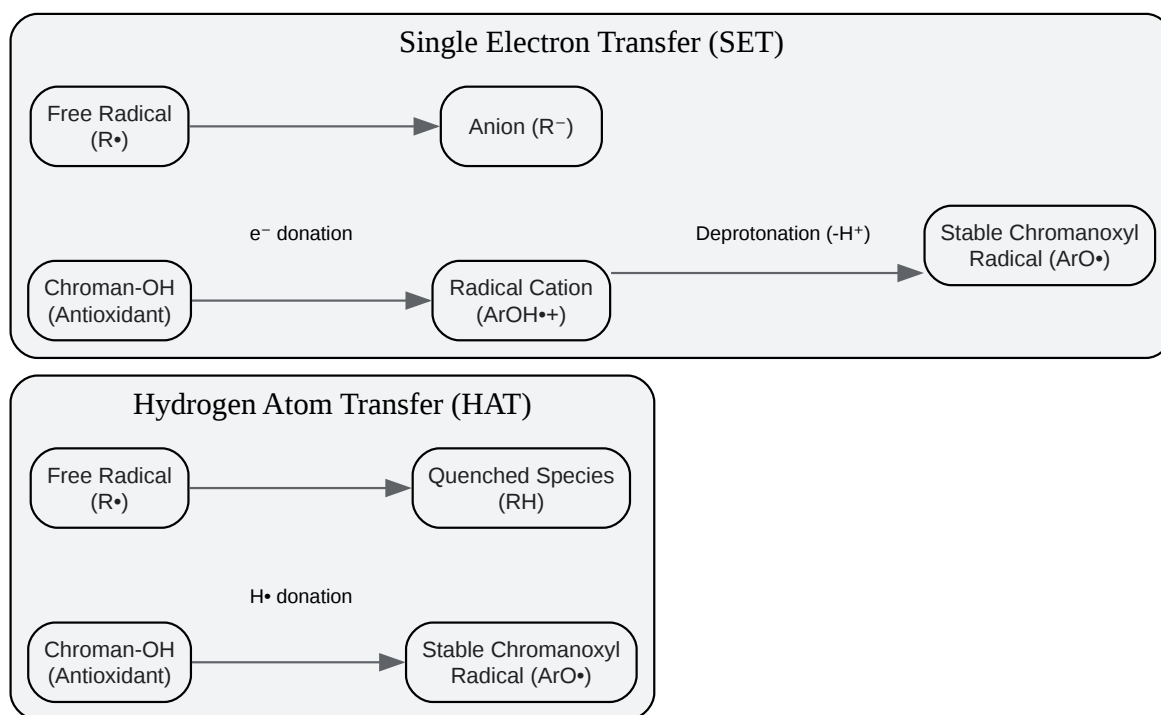 Single Electron Transfer (SET)
Free Radical
(R•)
Anion (R⁻)
e⁻ donation
Deprotonation (-H⁺)
Stable Chromanoxyl
Radical (ArO•)
Chroman-OH
(Antioxidant)
Radical Cation
(ArOH•+)
Hydrogen Atom Transfer (HAT)
Free Radical
(R•)
Quenched Species
(RH)
H• donation
Chroman-OH
(Antioxidant)
Stable Chromanoxyl
Radical (ArO•)